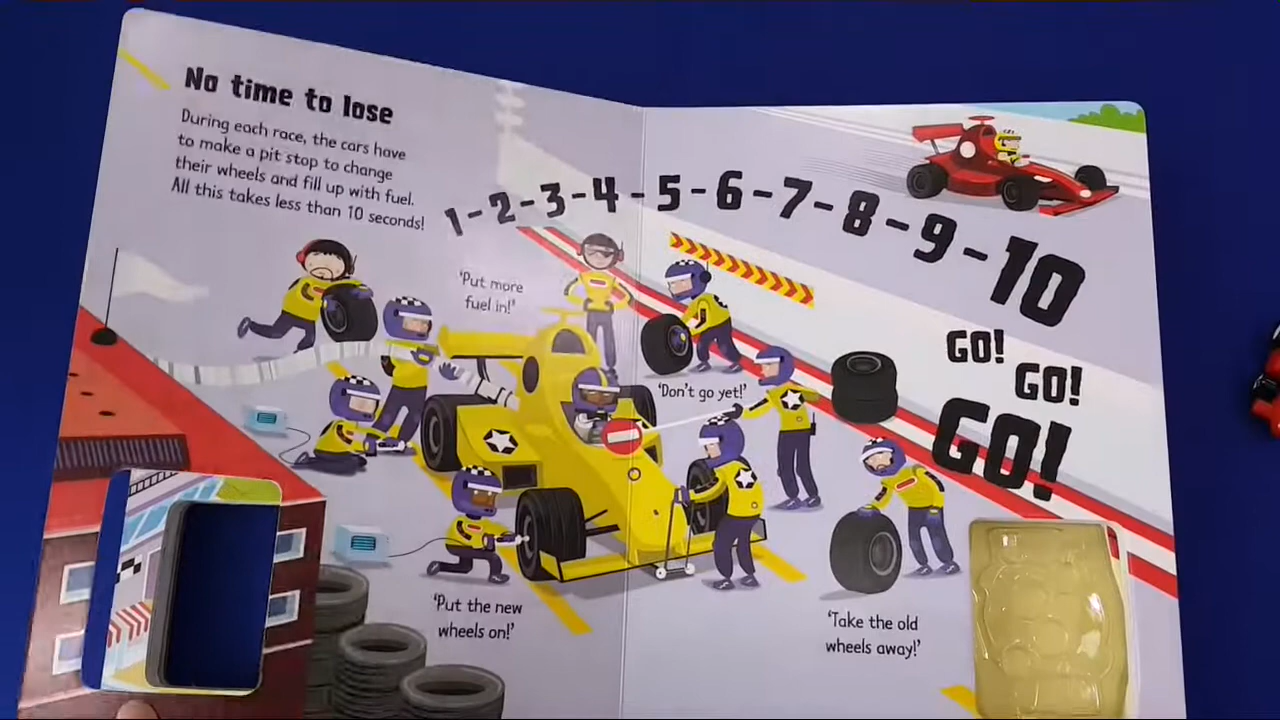 No time to lose
During each race, the cars have
to make a pit stop to change
their wheels and fill up with fuel.
All this takes less than 10 seconds!
1-2-3-4-5-6-7-8-9-10
GO!
GO!
GO!
'Put more
fuel in!'
'Don't go yet!'
'Put the new
wheels on!'
'Take the old
wheels away!'